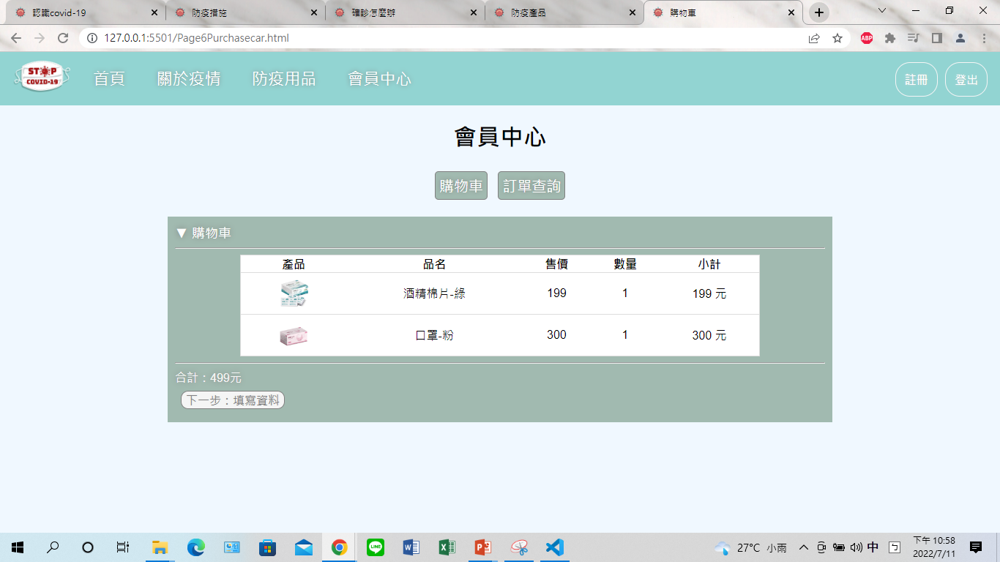 認識covid-19
防疫措施
確診怎麼辦
防疫產品
購物車
127.0.0.1:5501/Page6Purchasecar.html
ABP
STOP
COVID-19
首頁 關於疫情 防疫用品 會員中心
註冊 登出
會員中心
購物車 訂單查詢
▼ 購物車
產品 品名 售價 數量 小計
酒精棉片-綠 199 1 199 元
口罩-粉 300 1 300 元
合計：499元
下一步：填寫資料
LINE
27°C 小雨
中
下午 10:58
2022/7/11